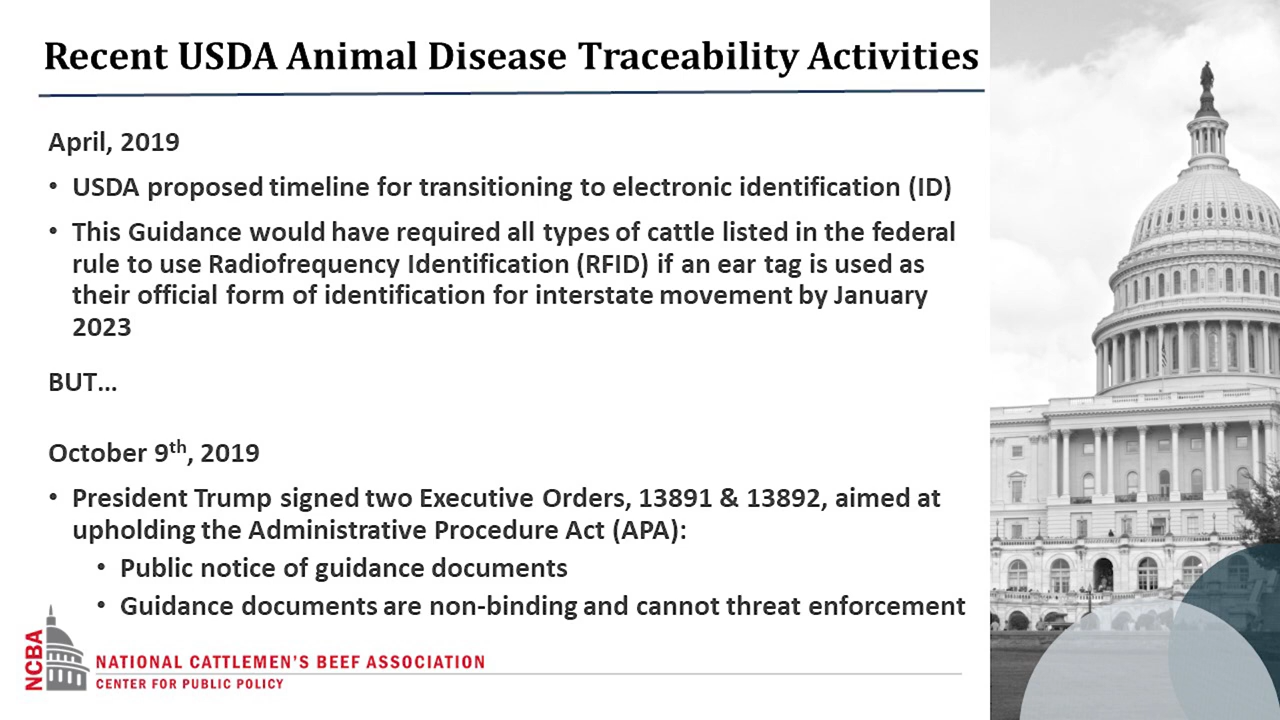 Recent USDA Animal Disease Traceability Activities
April, 2019
• USDA proposed timeline for transitioning to electronic identification (ID)
• This Guidance would have required all types of cattle listed in the federal
rule to use Radiofrequency Identification (RFID) if an ear tag is used as
their official form of identification for interstate movement by January
2023
BUT…
October 9th, 2019
• President Trump signed two Executive Orders, 13891 & 13892, aimed at
upholding the Administrative Procedure Act (APA):
• Public notice of guidance documents
• Guidance documents are non-binding and cannot threat enforcement
NCBA
NATIONAL CATTLEMEN'S BEEF ASSOCIATION
CENTER FOR PUBLIC POLICY